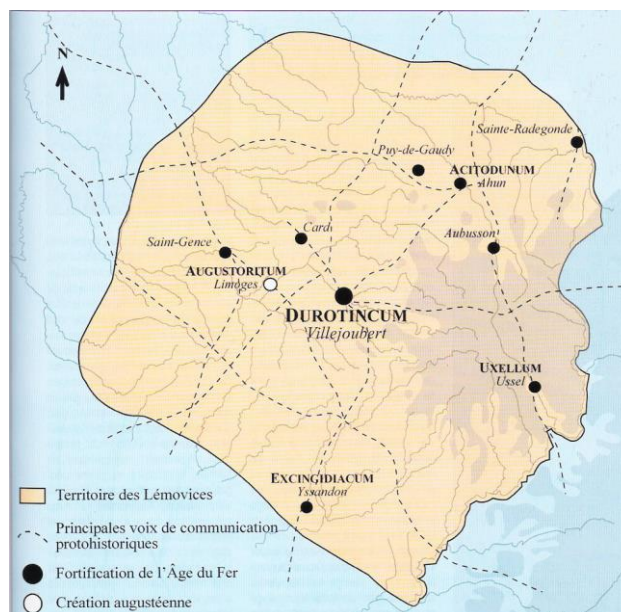 N
Sainte-Radegonde
Puy-de-Gaudy
ACITODUNUM
Ahun
Card
Aubusson
Saint-Gence
AUGUSTORITUM
Limoges
DUROTINCUM
Villejoubert
UXELLUM
Ussel
EXCINGIDIACUM
Yssandon
Territoire des Lémovices
Principales voix de communication
protohistoriques
Fortification de l'Âge du Fer
Création augustéenne